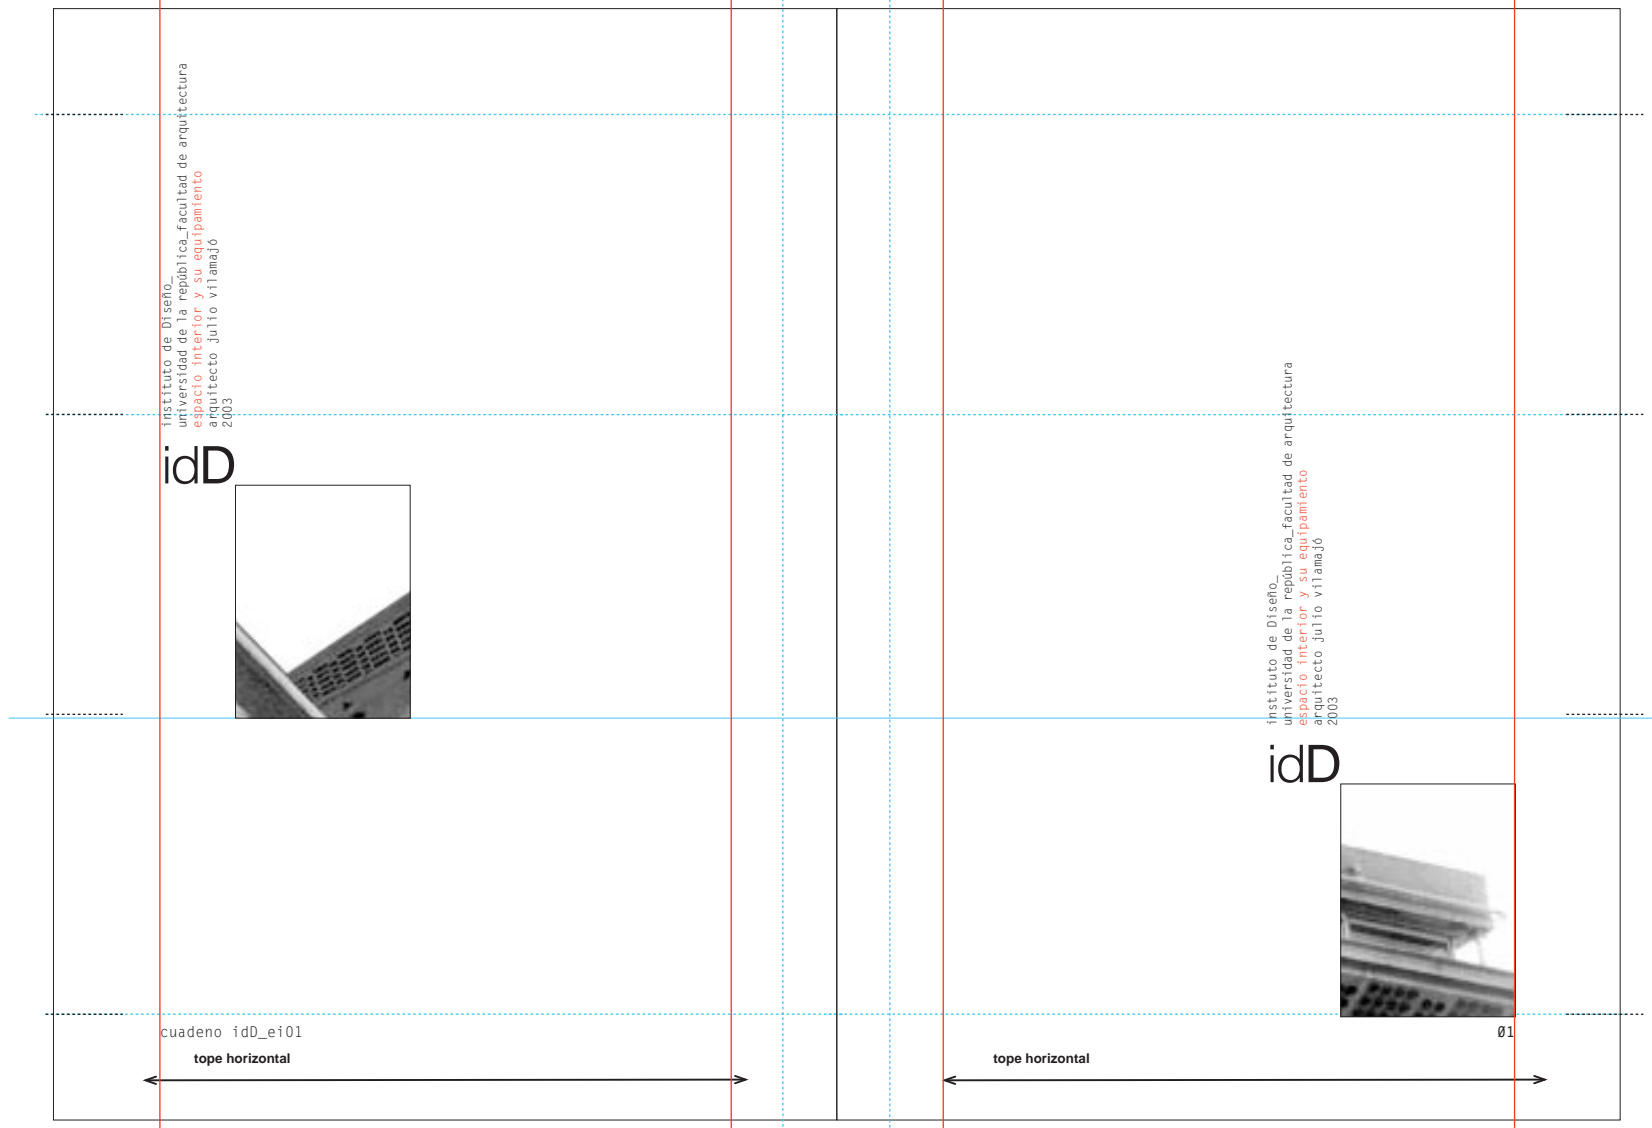 instituto de Diseño_
universidad de la república_facultad de arquitectura
espacio interior y su equipamiento
arquitecto julio vilamajó
2003
idD
cuadeno idD_ei01
tope horizontal
instituto de Diseño_
universidad de la república_facultad de arquitectura
espacio interior y su equipamiento
arquitecto julio vilamajó
2003
idD
Ø1
tope horizontal